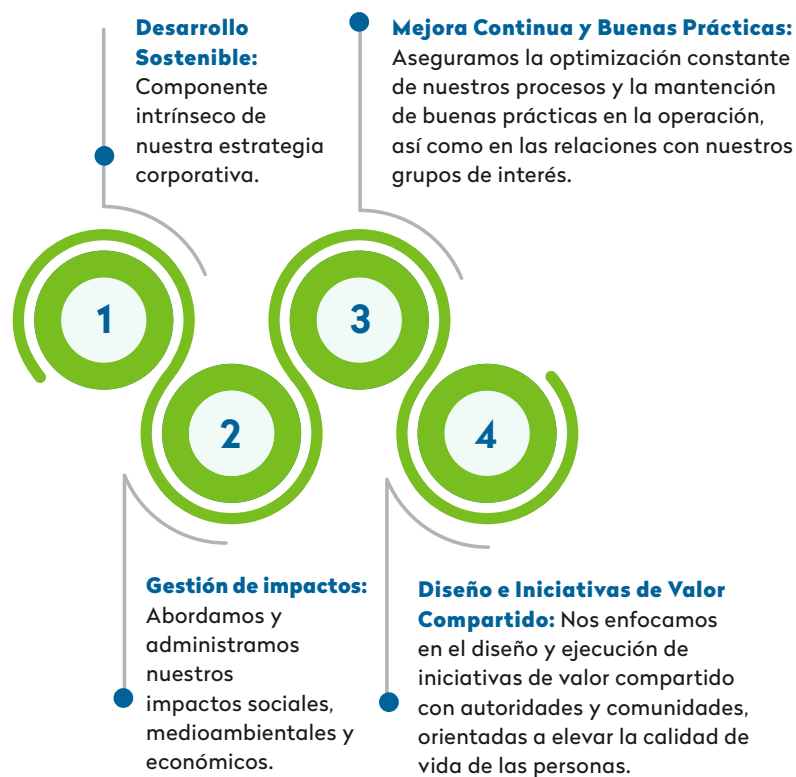 Desarrollo
Sostenible:
Componente
intrínseco de
nuestra estrategia
corporativa.
Mejora Continua y Buenas Prácticas:
Aseguramos la optimización constante
de nuestros procesos y la mantención
de buenas prácticas en la operación,
así como en las relaciones con nuestros
grupos de interés.
1
3
2
4
Gestión de impactos:
Abordamos y
administramos
nuestros
impactos sociales,
medioambientales y
económicos.
Diseño e Iniciativas de Valor
Compartido: Nos enfocamos
en el diseño y ejecución de
iniciativas de valor compartido
con autoridades y comunidades,
orientadas a elevar la calidad de
vida de las personas.